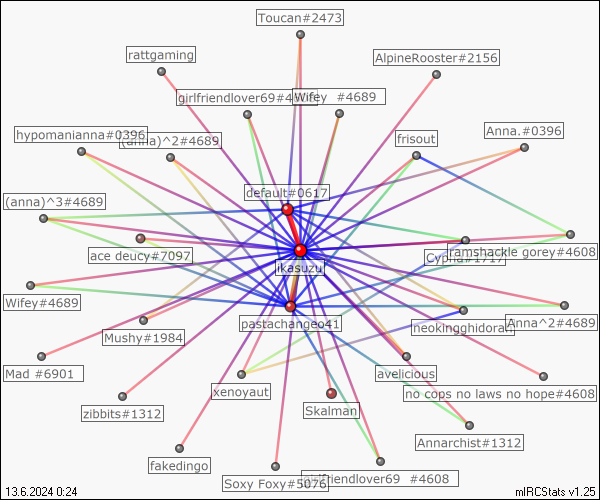 Toucan#2473
rattgaming
AlpineRooster#2156
girlfriendlover69#4
Wifey #4689
hypomanianna#0396
(anna)^2#4689
frisout
Anna.#0396
default#0617
(anna)^3#4689
ace deucy#7097
ramshackle gorey#4608
ikasuzu
Wifey#4689
pastachangeo41
neokingghidorah
Anna^2#4689
Mushy#1984
Mad #6901
xenoyaut
avelicious
no cops no laws no hope#4608
zibbits#1312
Skalman
Annarchist#1312
fakedingo
Soxy Foxy#5076
girlfriendlover69 #4608
13.6.2024 0:24
mIRCStats v1.25